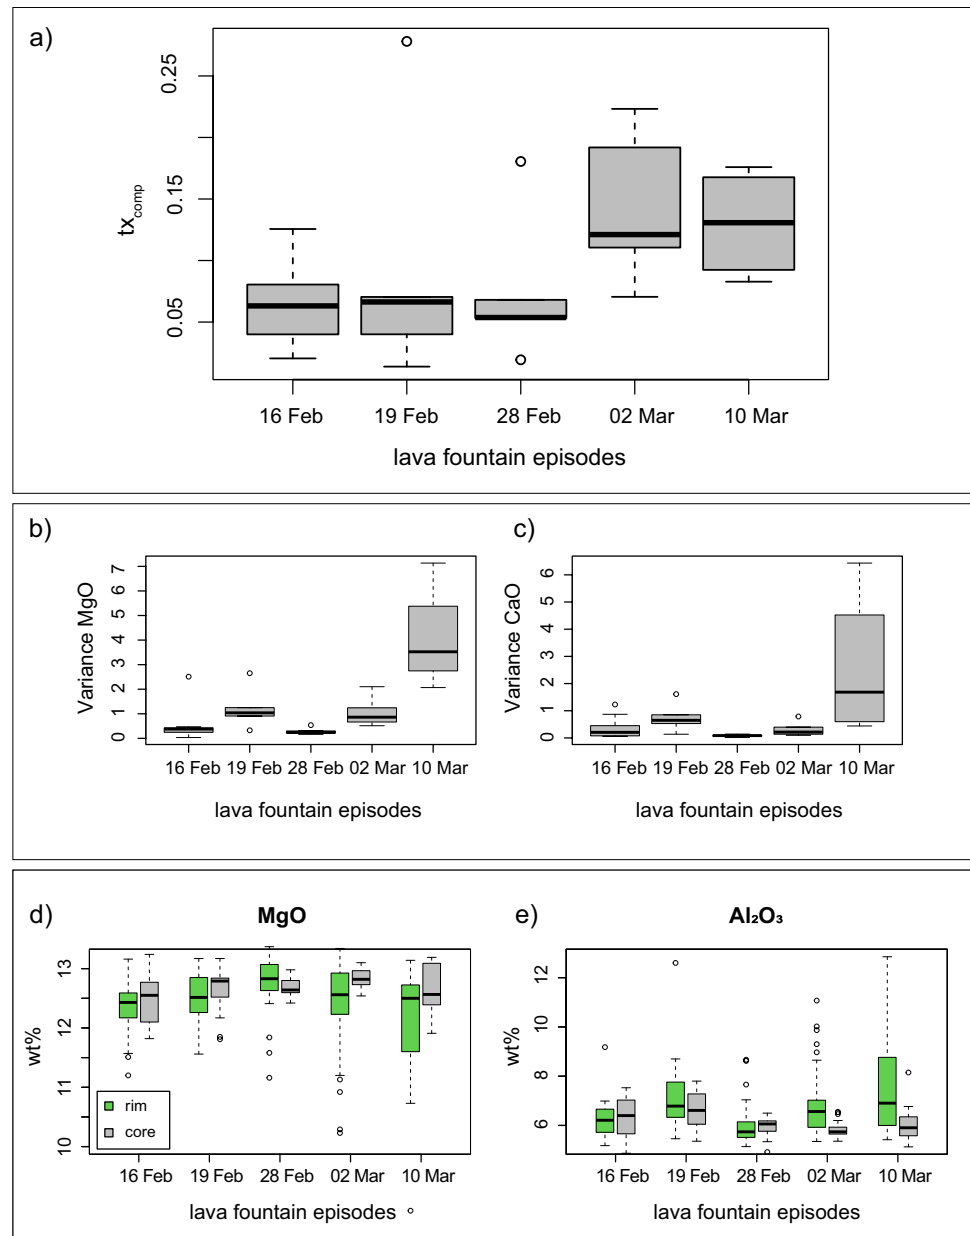 a)
0.25
0.15
0.05
tx comp
16 Feb 19 Feb 28 Feb 02 Mar 10 Mar
lava fountain episodes
b)
7
6
5
4
3
2
1
0
Variance MgO
16 Feb 19 Feb 28 Feb 02 Mar 10 Mar
lava fountain episodes
c)
6
5
4
3
2
1
0
Variance CaO
16 Feb 19 Feb 28 Feb 02 Mar 10 Mar
lava fountain episodes
d)
MgO
13
12
11
10
wt%
rim
core
16 Feb 19 Feb 28 Feb 02 Mar 10 Mar
lava fountain episodes
e)
Al₂O₃
12
10
8
6
wt%
16 Feb 19 Feb 28 Feb 02 Mar 10 Mar
lava fountain episodes